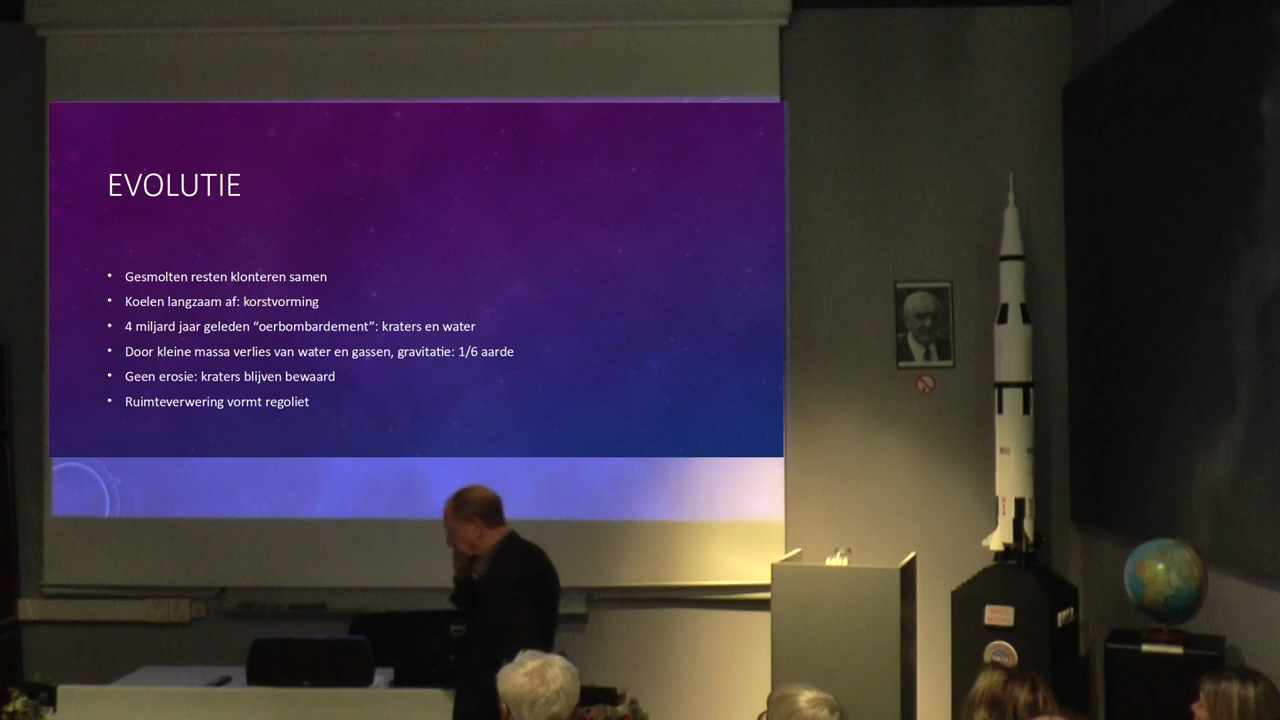 EVOLUTIE
• Gesmolten resten klonteren samen
• Koelen langzaam af: korstvorming
• 4 miljard jaar geleden “oerbombardement”: kraters en water
• Door kleine massa verlies van water en gassen, gravitatie: 1/6 aarde
• Geen erosie: kraters blijven bewaard
• Ruimteverwering vormt regoliet